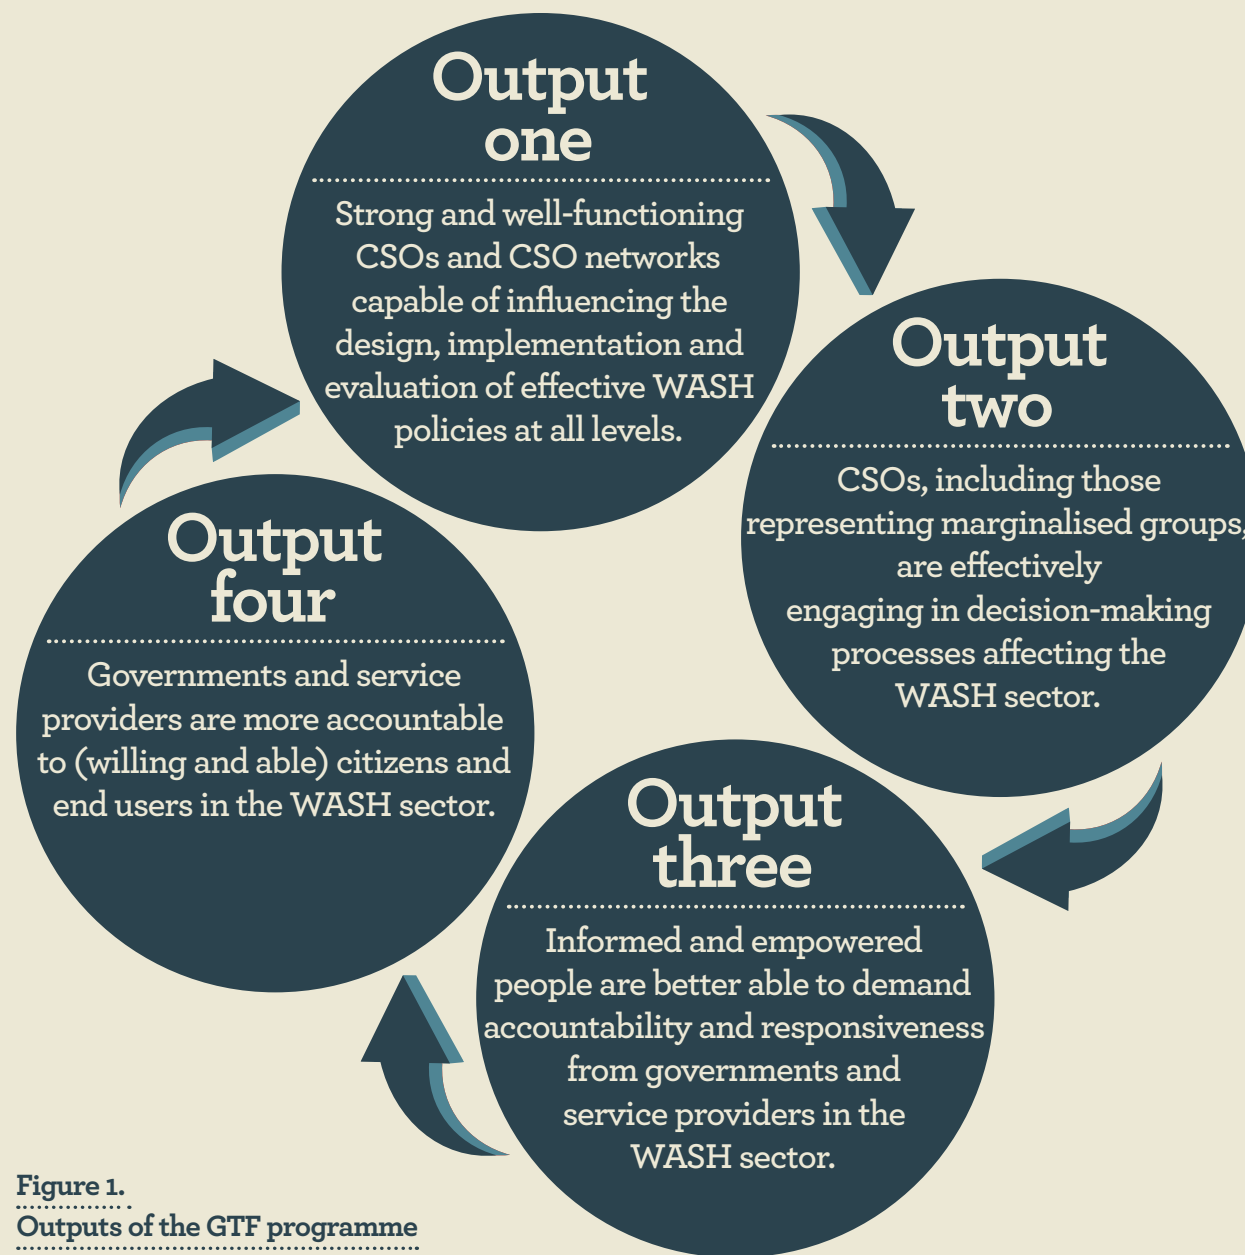 Output
one
Strong and well-functioning
CSOs and CSO networks
capable of influencing the
design, implementation and
evaluation of effective WASH
policies at all levels.
Output
two
CSOs, including those
representing marginalised groups,
are effectively
engaging in decision-making
processes affecting the
WASH sector.
Output
three
Informed and empowered
people are better able to demand
accountability and responsiveness
from governments and
service providers in the
WASH sector.
Output
four
Governments and service
providers are more accountable
to (willing and able) citizens and
end users in the WASH sector.
Figure 1.
Outputs of the GTF programme